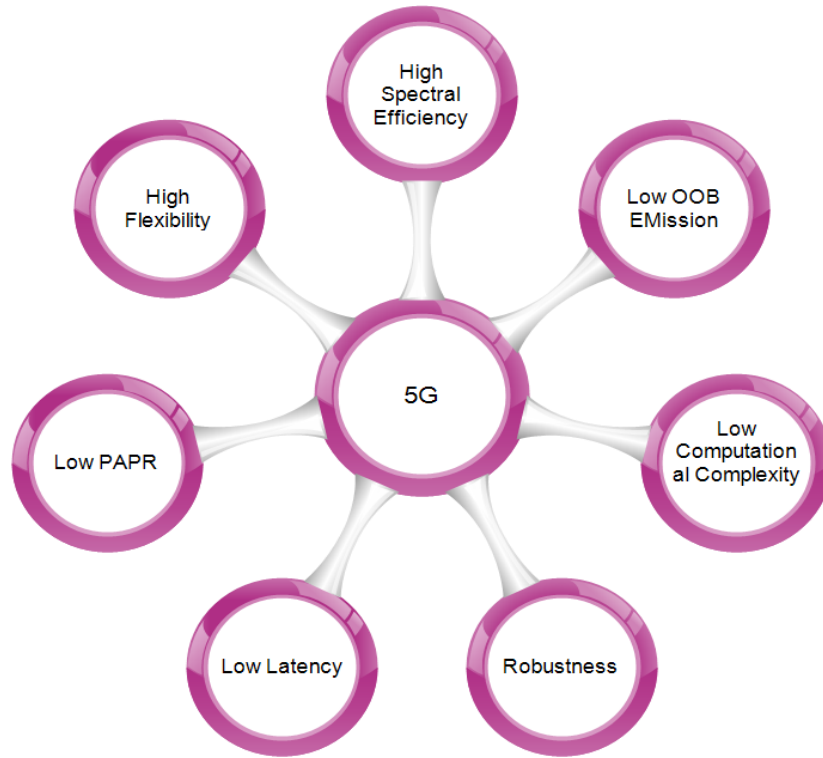 High
Spectral
Efficiency
High
Flexibility
Low OOB
EMission
5G
Low PAPR
Low
Computation
al Complexity
Low Latency
Robustness